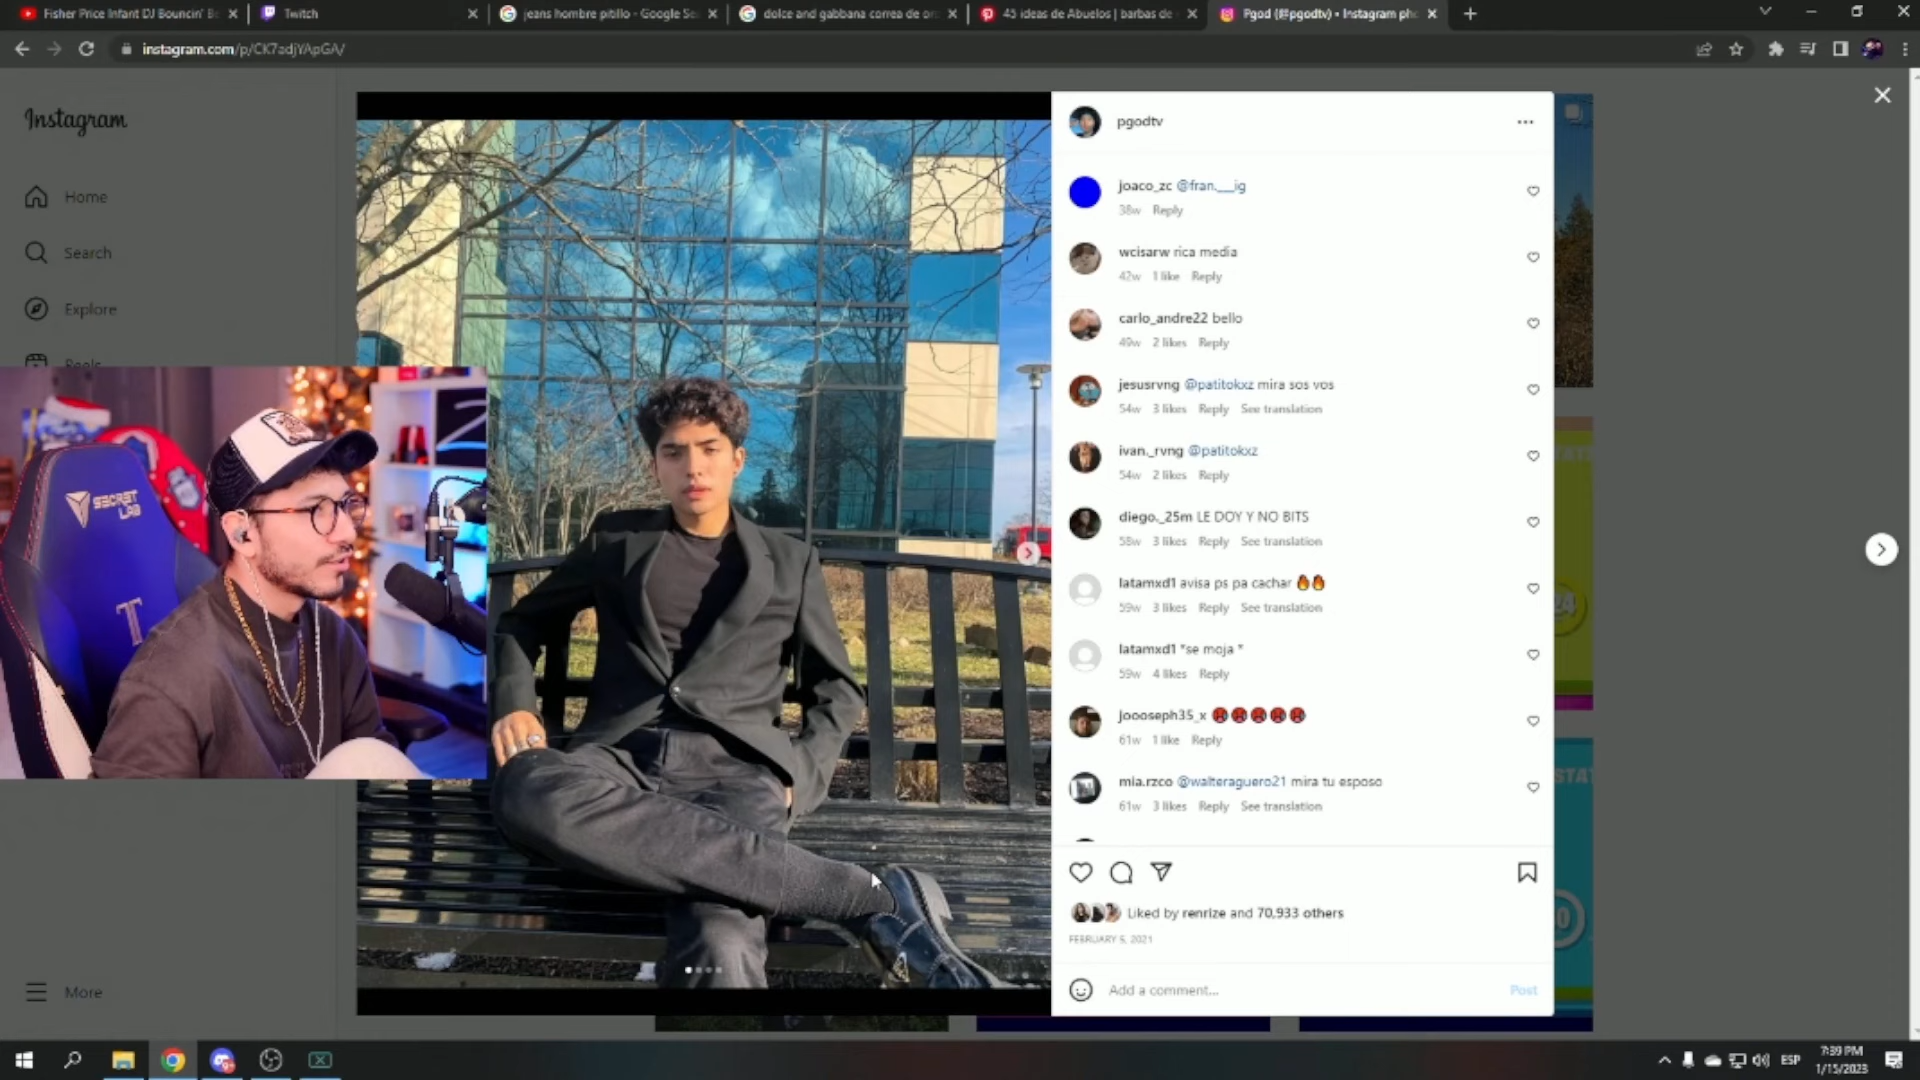 Fisher Price Infant DJ Bouncin' Be
Twitch
jeans hombre pitillo - Google Se
dolce and gabbana correa de or
45 ideas de Abuelos | barbas de
Pgod (@pgodtv) • Instagram pho
instagram.com/p/CK7adjYApGA/
Instagram
Home
Search
Explore
Reels
More
SECRET
LAB
T
pgodtv
joaco_zc @fran.___ig
38w Reply
wcisarw rica media
42w 1 like Reply
carlo_andre22 bello
49w 2 likes Reply
jesusrvng @patitokxz mira sos vos
54w 3 likes Reply See translation
ivan._rvng @patitokxz
54w 2 likes Reply
diego._25m LE DOY Y NO BITS
58w 3 likes Reply See translation
latamxd1 avisa ps pa cachar 🔥🔥
59w 3 likes Reply See translation
latamxd1 *se moja *
59w 4 likes Reply
joooseph35_x
61w 1 like Reply
mia.rzco @walteraguero21 mira tu esposo
61w 3 likes Reply See translation
Liked by renrize and 70,933 others
FEBRUARY 5, 2021
Add a comment...
Post
ESP
7:39 PM
1/15/2023